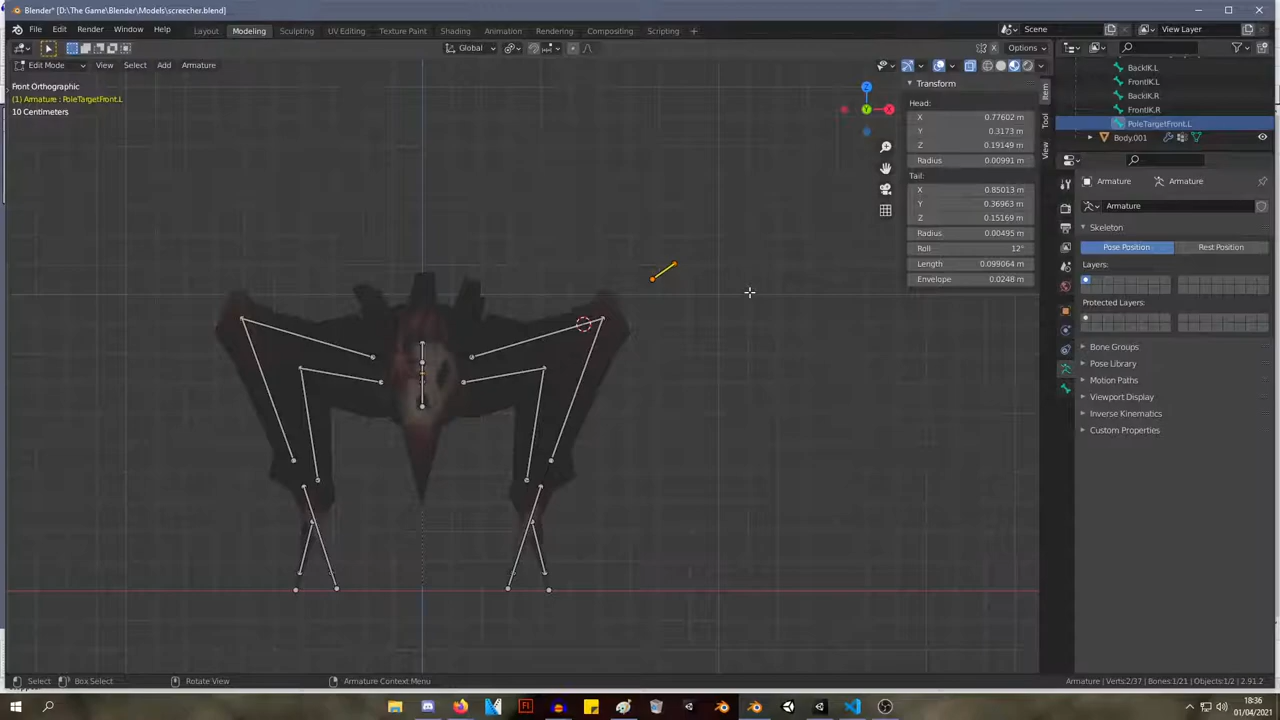 Blender* [D:\The Game\Blender\Models\screecher.blend]
File Edit Render Window Help
Layout Modeling Sculpting UV Editing Texture Paint Shading Animation Rendering Compositing Scripting +
Scene View Layer
Global Options
Edit Mode View Select Add Armature
Front Orthographic
(1) Armature : PoleTargetFront.L
10 Centimeters
Z
Y X
Transform
Head:
X 0.77602 m
Y 0.3173 m
Z 0.19149 m
Radius 0.00991 m
Tail:
X 0.85013 m
Y 0.36963 m
Z 0.15169 m
Radius 0.00495 m
Roll 12°
Length 0.099064 m
Envelope 0.0248 m
Item
Tool
View
BackIK.L
FrontIK.L
BackIK.R
FrontIK.R
PoleTargetFront.L
Body.001
Armature Armature
Armature
Skeleton
Pose Position Rest Position
Layers:
Protected Layers:
Bone Groups
Pose Library
Motion Paths
Viewport Display
Inverse Kinematics
Custom Properties
Select Box Select Rotate View Armature Context Menu
Armature | Verts:2/37 | Bones:1/21 | Objects:1/2 | 2.91.2
18:36
01/04/2021